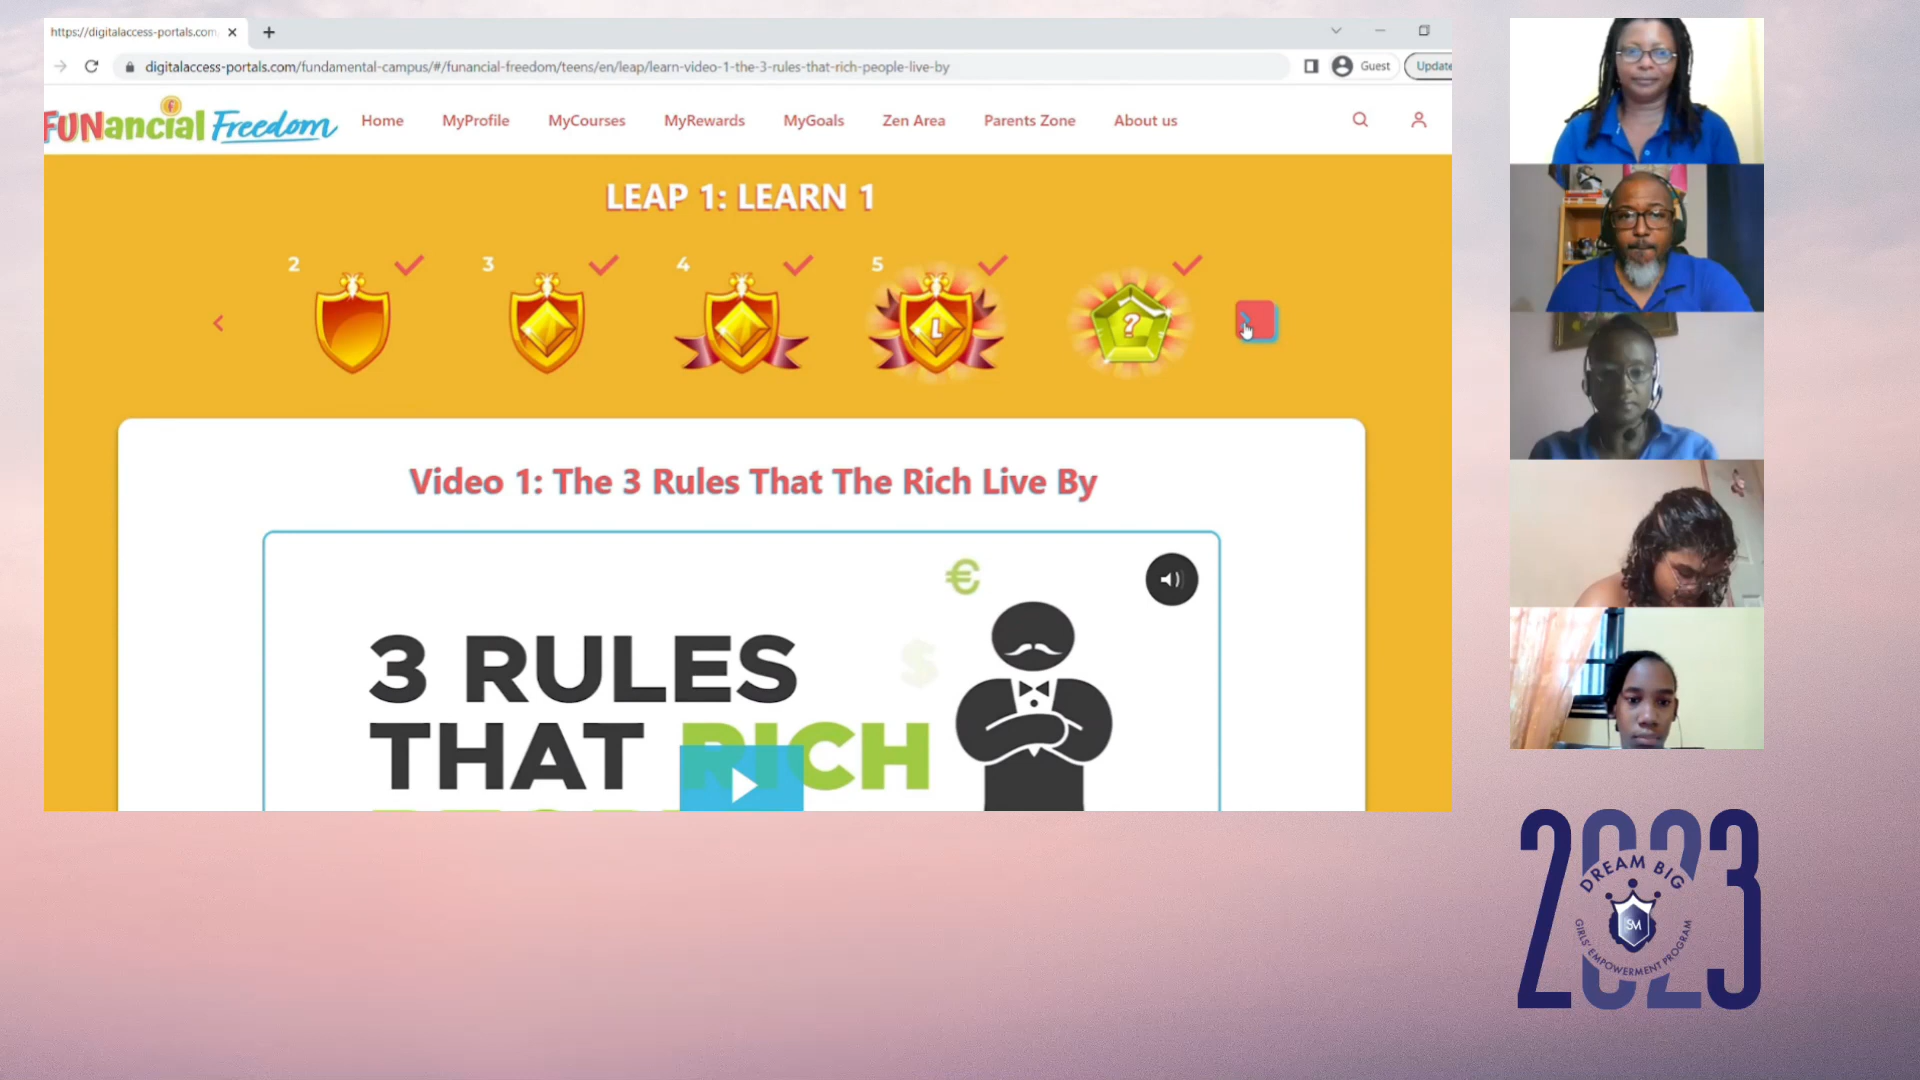 https://digitalaccess-portals.com
digitalaccess-portals.com/fundamental-campus/#/funancial-freedom/teens/en/leap/learn-video-1-the-3-rules-that-rich-people-live-by
Guest
Update
FUNancial Freedom
Home
MyProfile
MyCourses
MyRewards
MyGoals
Zen Area
Parents Zone
About us
LEAP 1: LEARN 1
2
3
4
5
L
?
Video 1: The 3 Rules That The Rich Live By
€
$
3 RULES
THAT RICH
2023
DREAM BIG
SM
GIRLS' EMPOWERMENT PROGRAM